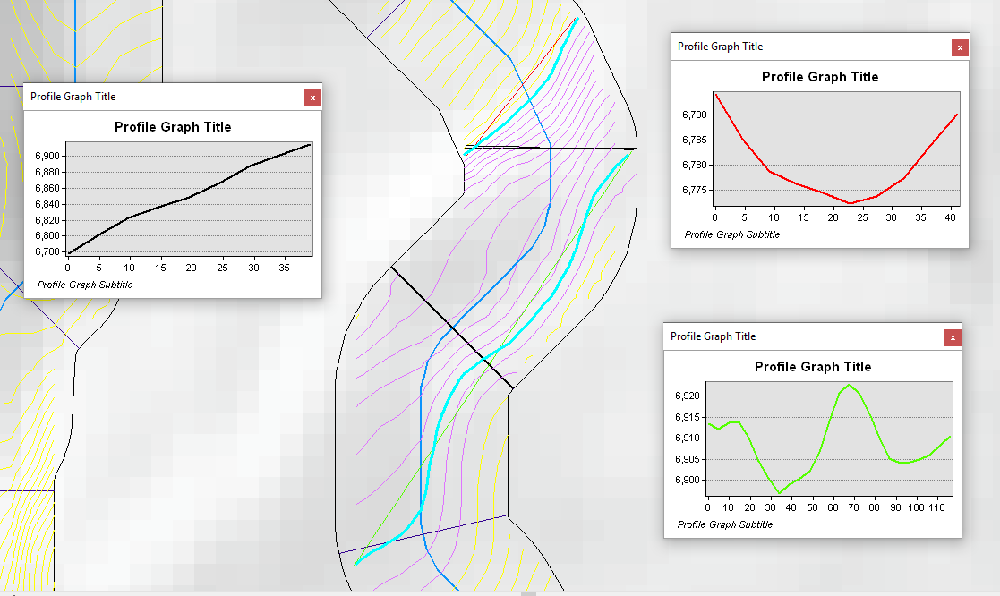 Profile Graph Title
x
Profile Graph Title
6,900
6,880
6,860
6,840
6,820
6,800
6,780
0 5 10 15 20 25 30 35
Profile Graph Subtitle
Profile Graph Title
x
Profile Graph Title
6,790
6,785
6,780
6,775
0 5 10 15 20 25 30 35 40
Profile Graph Subtitle
Profile Graph Title
x
Profile Graph Title
6,920
6,915
6,910
6,905
6,900
0 10 20 30 40 50 60 70 80 90 100 110
Profile Graph Subtitle